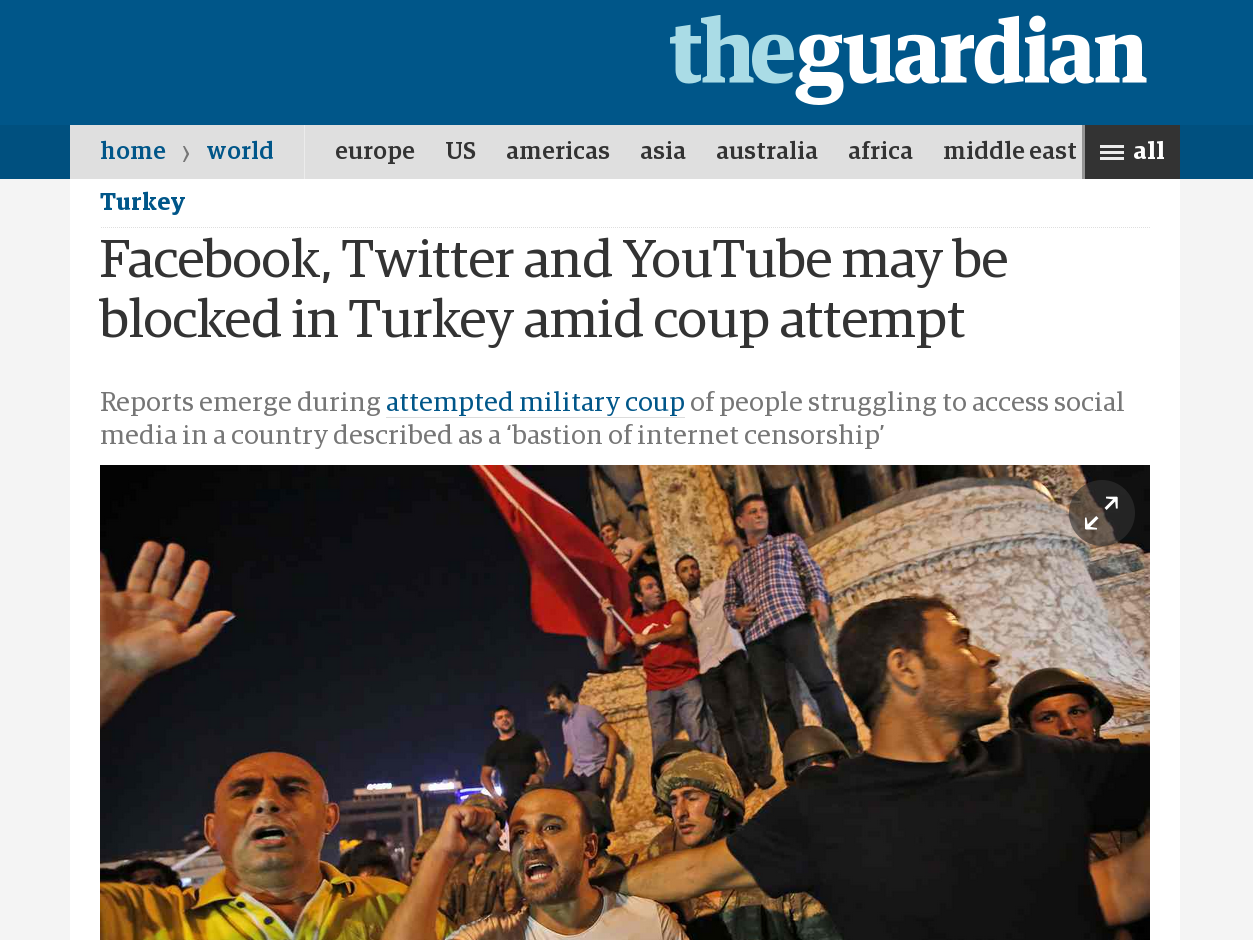 theguardian
home › world europe US americas asia australia africa middle east all
Turkey
Facebook, Twitter and YouTube may be
blocked in Turkey amid coup attempt
Reports emerge during attempted military coup of people struggling to access social
media in a country described as a ‘bastion of internet censorship’